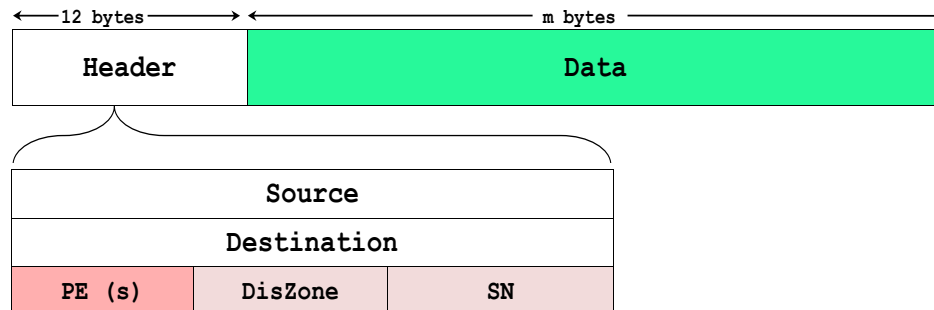 12 bytes m bytes
Header Data
Source
Destination
PE (s) DisZone SN